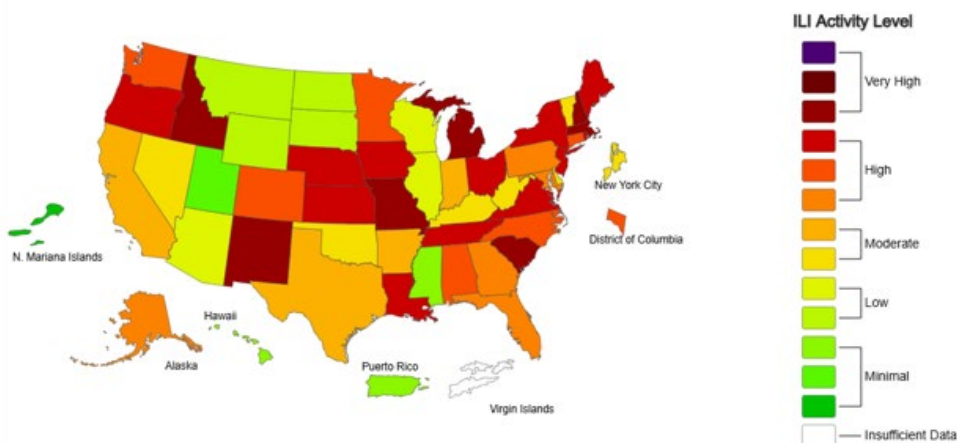 ILI Activity Level
Very High
High
Moderate
Low
Minimal
Insufficient Data
New York City
District of Columbia
N. Mariana Islands
Hawaii
Alaska
Puerto Rico
Virgin Islands